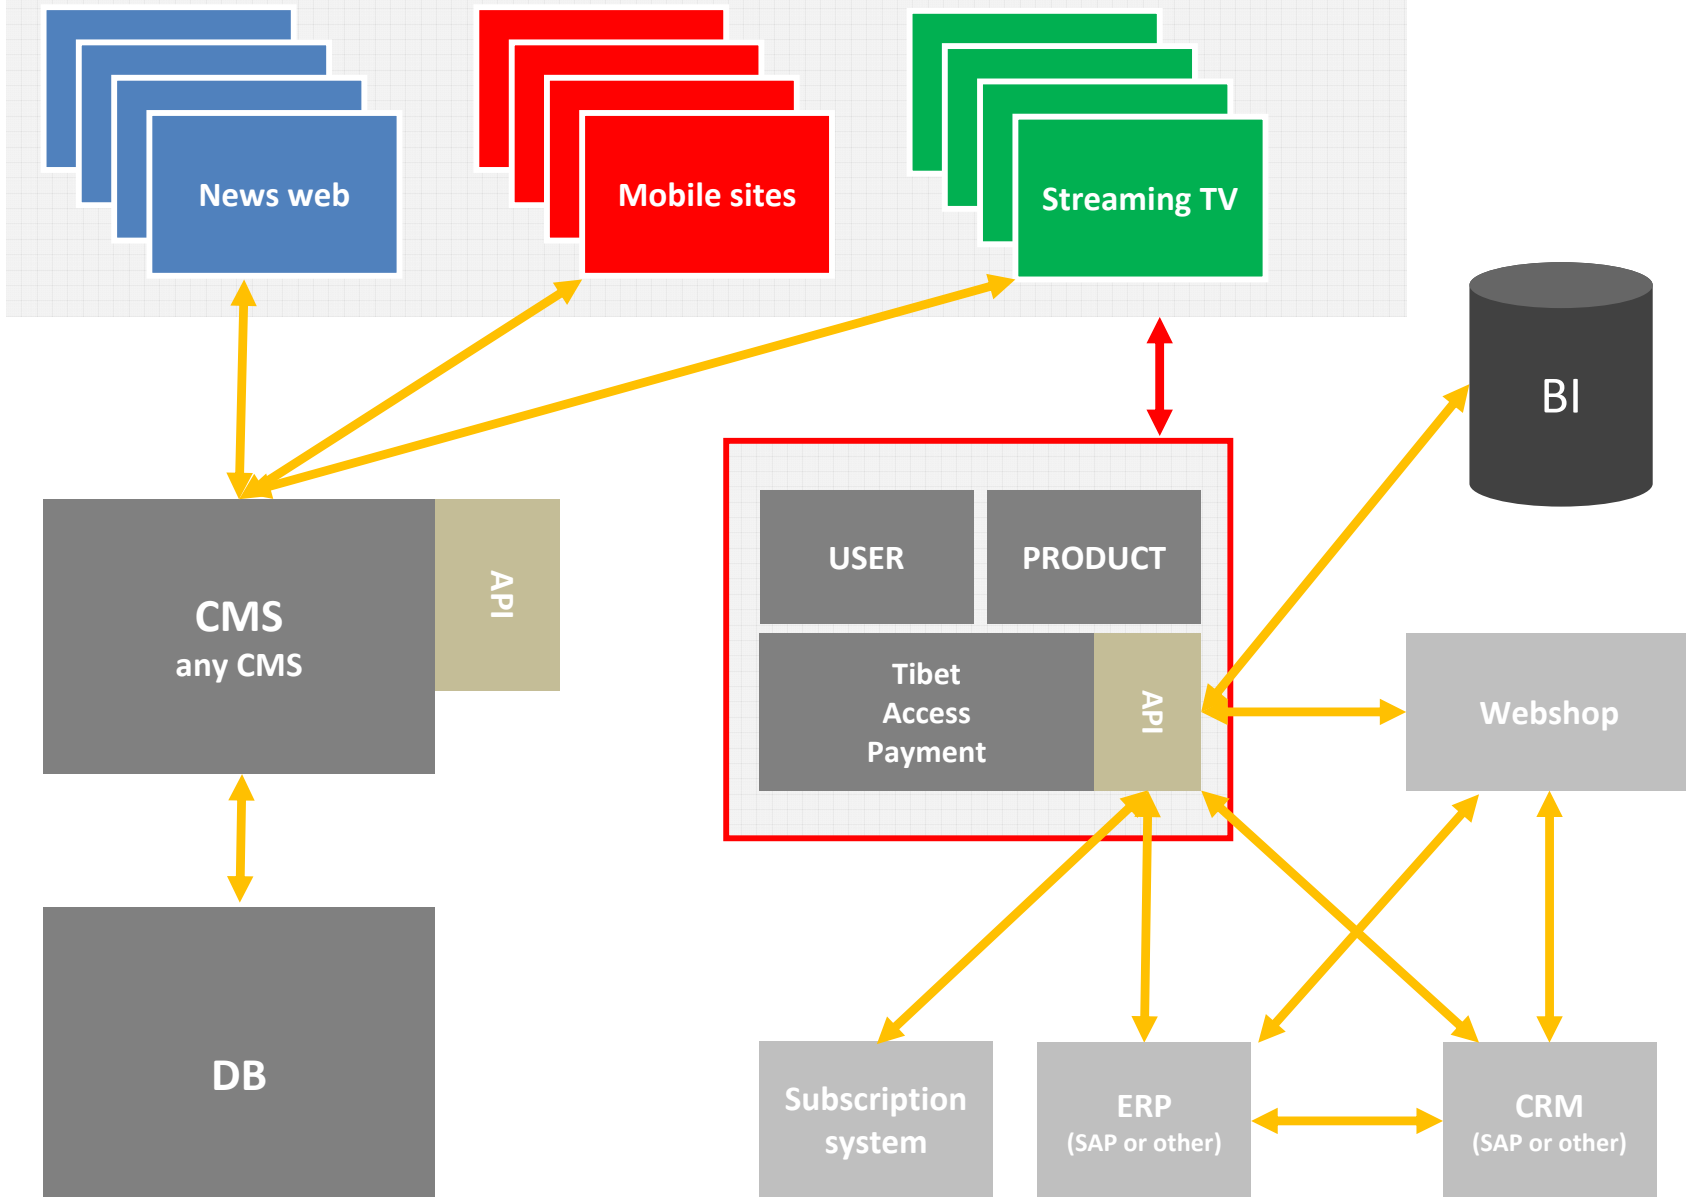 News web
Mobile sites
Streaming TV
BI
USER
PRODUCT
CMS
any CMS
API
Tibet
Access
Payment
API
Webshop
DB
Subscription
system
ERP
(SAP or other)
CRM
(SAP or other)